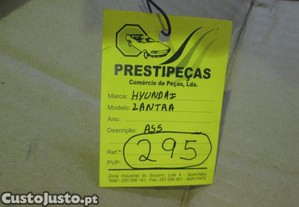 PRESTIPEÇAS
Comércio de Peças, Lda.
Marca: HYUNDAI
Modelo: LANTRA
Ano:
Descrição: ASS
Ref.ª 295
PVP:
CustoJusto.pt